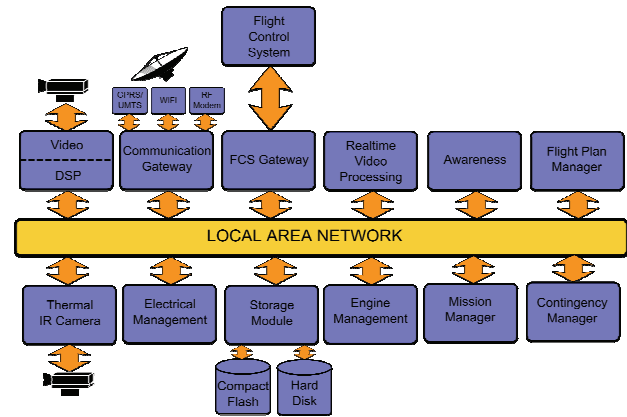 Flight
Control
System
GPRS/
UMTS
WIFI
RF
Modem
Video
DSP
Communication
Gateway
FCS Gateway
Realtime
Video
Processing
Awareness
Flight Plan
Manager
LOCAL AREA NETWORK
Thermal
IR Camera
Electrical
Management
Storage
Module
Engine
Management
Mission
Manager
Contingency
Manager
Compact
Flash
Hard
Disk